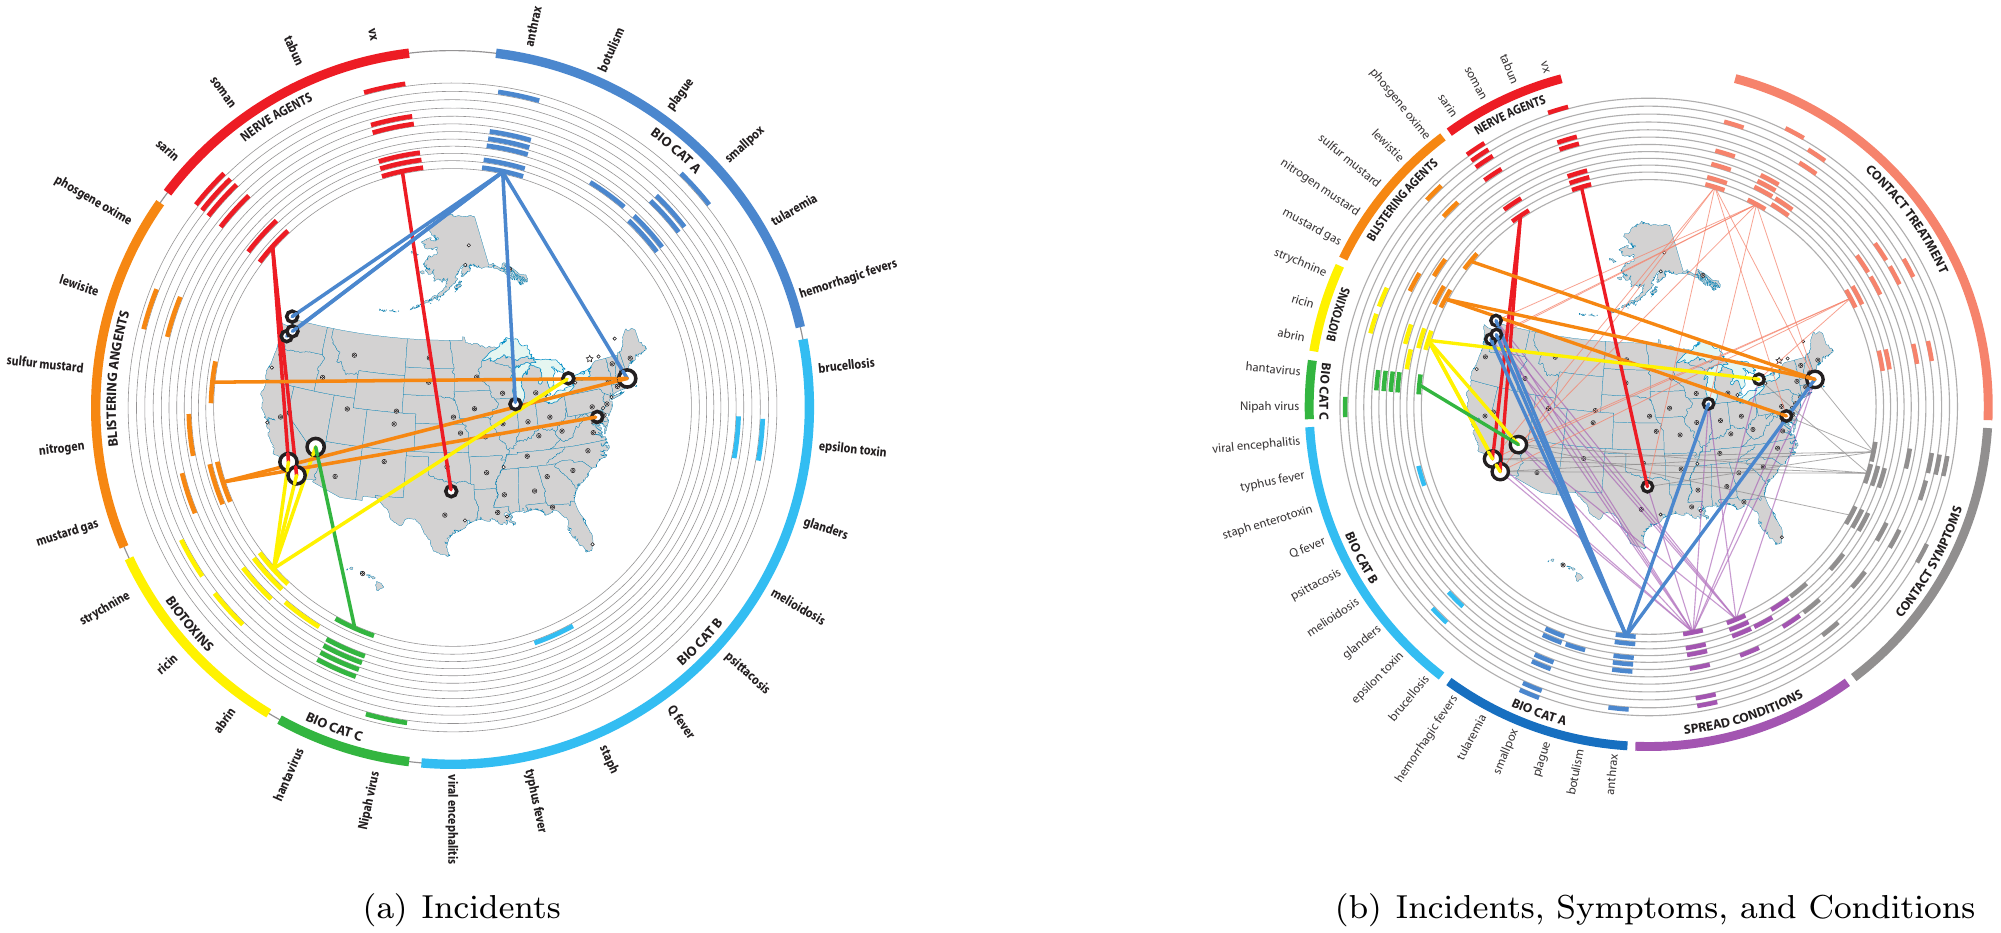 vx
tabun
soman
sarin
phosgene oxime
lewisite
sulfur mustard
nitrogen
mustard gas
strychnine
ricin
abrin
hantavirus
Nipah virus
viral encephalitis
typhus fever
staph
Q fever
psittacosis
melioidosis
glanders
epsilon toxin
brucellosis
hemorrhagic fevers
tularemia
smallpox
plague
botulism
anthrax
NERVE AGENTS
BLISTERING ANGENTS
BIOTOXINS
BIO CAT C
BIO CAT B
BIO CAT A
(a) Incidents
vx
tabun
soman
sarin
phosgene oxime
lewistie
sulfur mustard
nitrogen mustard
mustard gas
strychnine
ricin
abrin
hantavirus
Nipah virus
viral encephalitis
typhus fever
staph enterotoxin
Q fever
psittacosis
melioidosis
glanders
epsilon toxin
brucellosis
hemorrhagic fevers
tularemia
smallpox
plague
botulism
anthrax
NERVE AGENTS
BLISTERING AGENTS
BIOTOXINS
BIO CAT C
BIO CAT B
BIO CAT A
SPREAD CONDITIONS
CONTACT SYMPTOMS
CONTACT TREATMENT
(b) Incidents, Symptoms, and Conditions